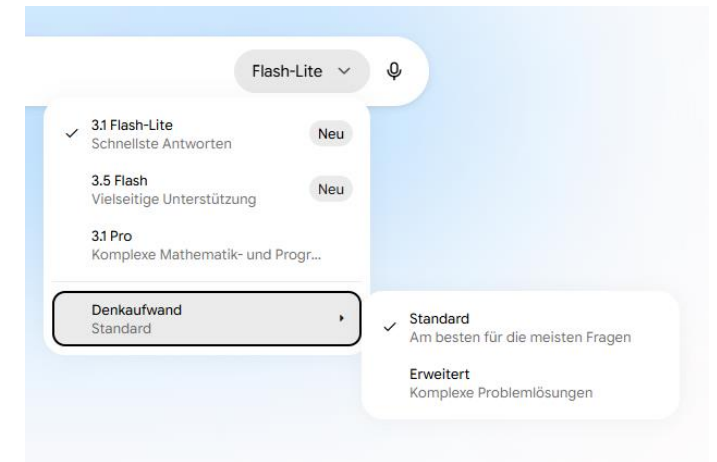 Flash-Lite
3.1 Flash-Lite
Schnellste Antworten
Neu
3.5 Flash
Vielseitige Unterstützung
Neu
3.1 Pro
Komplexe Mathematik- und Progr...
Denkaufwand
Standard
Standard
Am besten für die meisten Fragen
Erweitert
Komplexe Problemlösungen